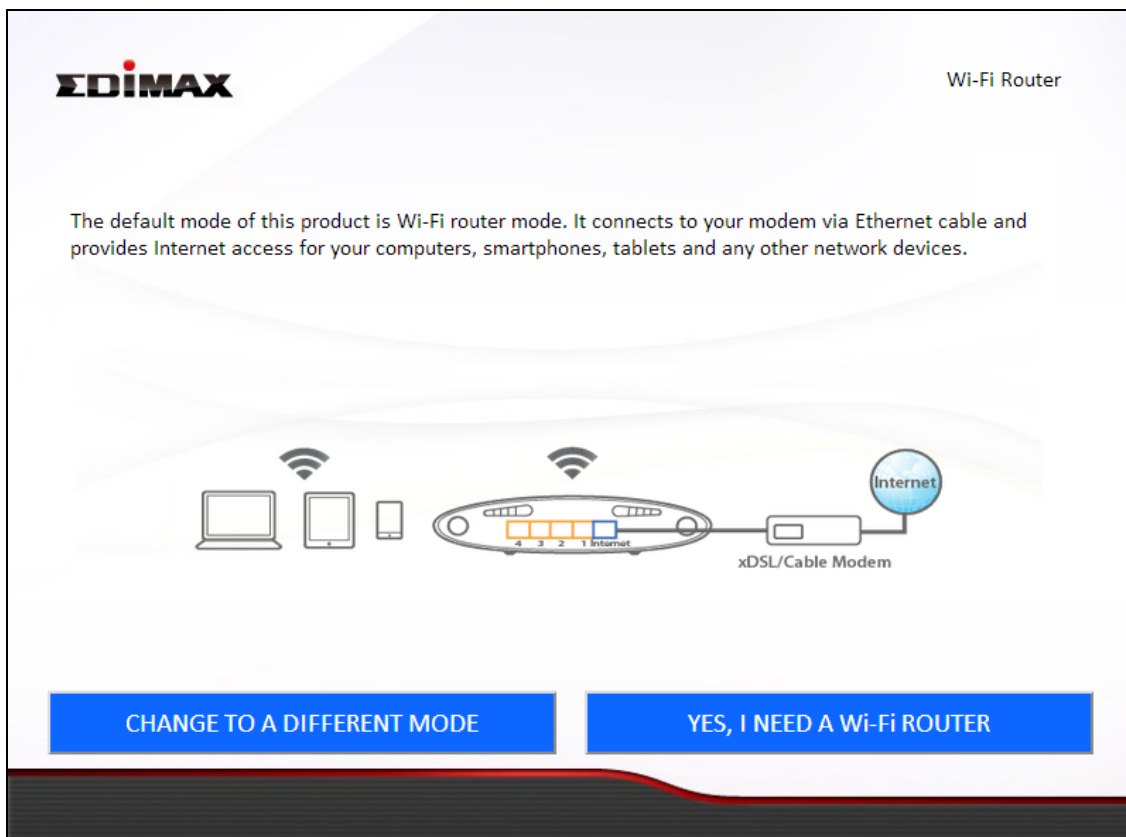 EDIMAX
Wi-Fi Router
The default mode of this product is Wi-Fi router mode. It connects to your modem via Ethernet cable and
provides Internet access for your computers, smartphones, tablets and any other network devices.
Internet
4 3 2 1 Internet
xDSL/Cable Modem
CHANGE TO A DIFFERENT MODE
YES, I NEED A Wi-Fi ROUTER